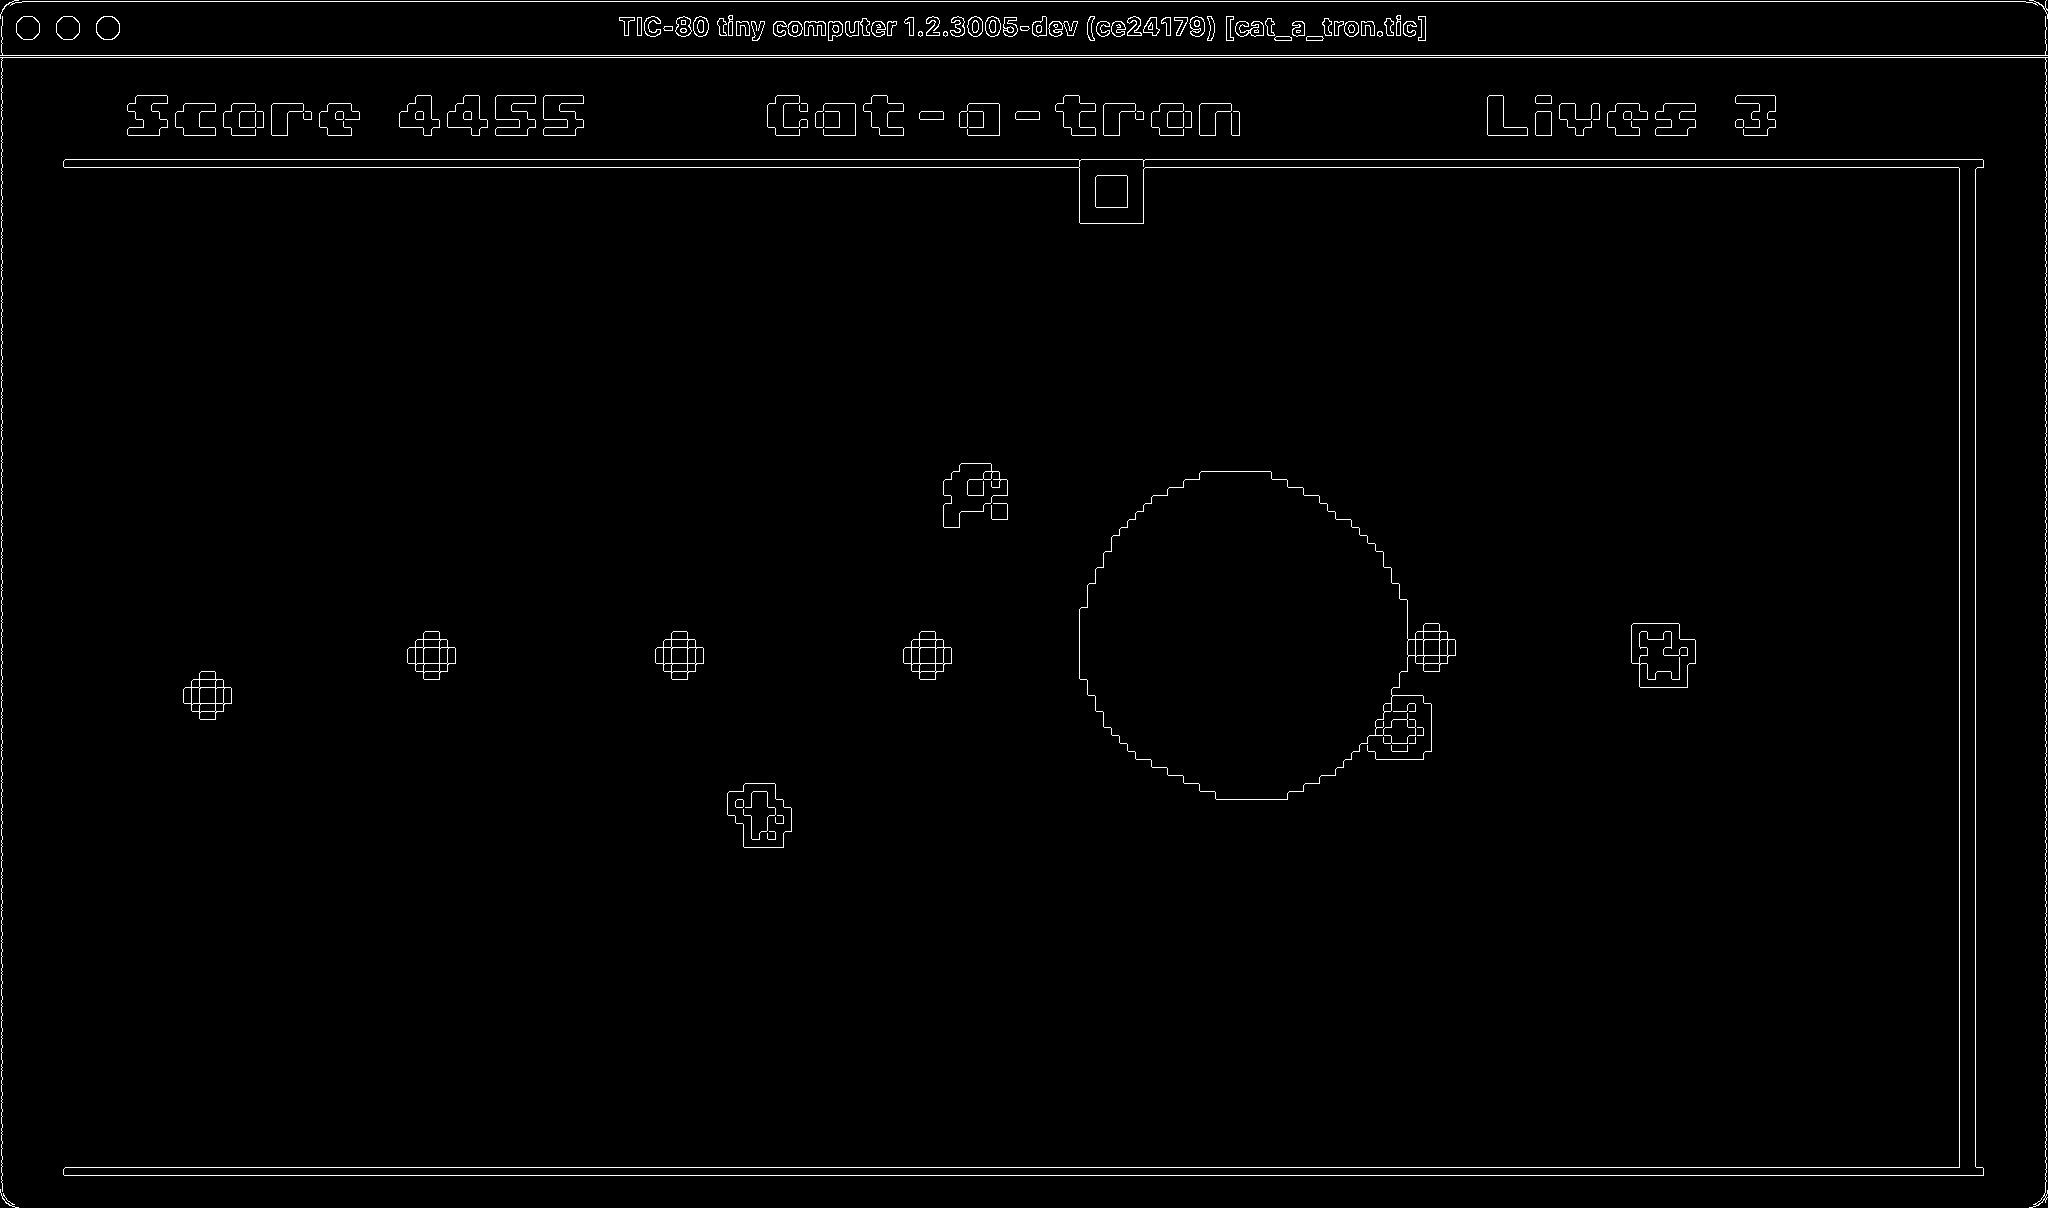 TIC-80 tiny computer 1.2.3005-dev (ce24179) [cat_a_tron.tic]
Score 4455 Cat-a-tron Lives 3